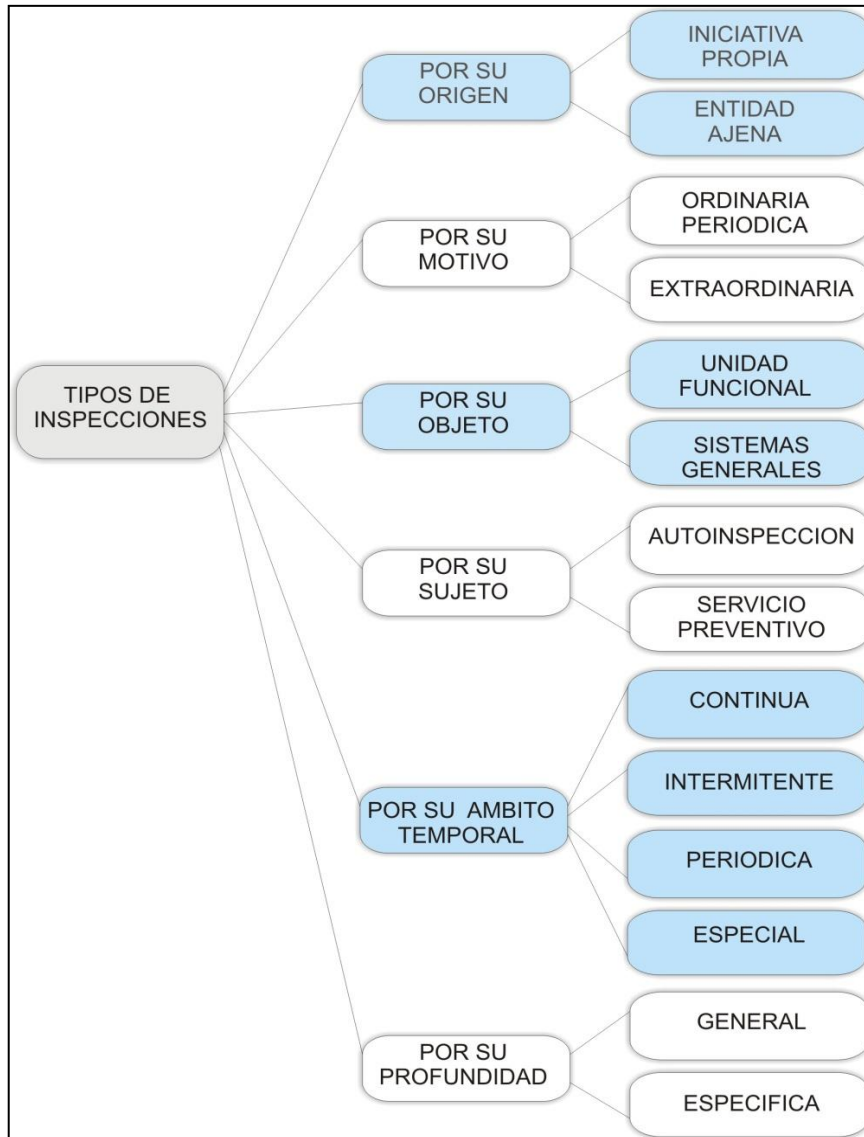 TIPOS DE
INSPECCIONES
POR SU
ORIGEN
INICIATIVA
PROPIA
ENTIDAD
AJENA
POR SU
MOTIVO
ORDINARIA
PERIODICA
EXTRAORDINARIA
POR SU
OBJETO
UNIDAD
FUNCIONAL
SISTEMAS
GENERALES
POR SU
SUJETO
AUTOINSPECCION
SERVICIO
PREVENTIVO
POR SU AMBITO
TEMPORAL
CONTINUA
INTERMITENTE
PERIODICA
ESPECIAL
POR SU
PROFUNDIDAD
GENERAL
ESPECIFICA